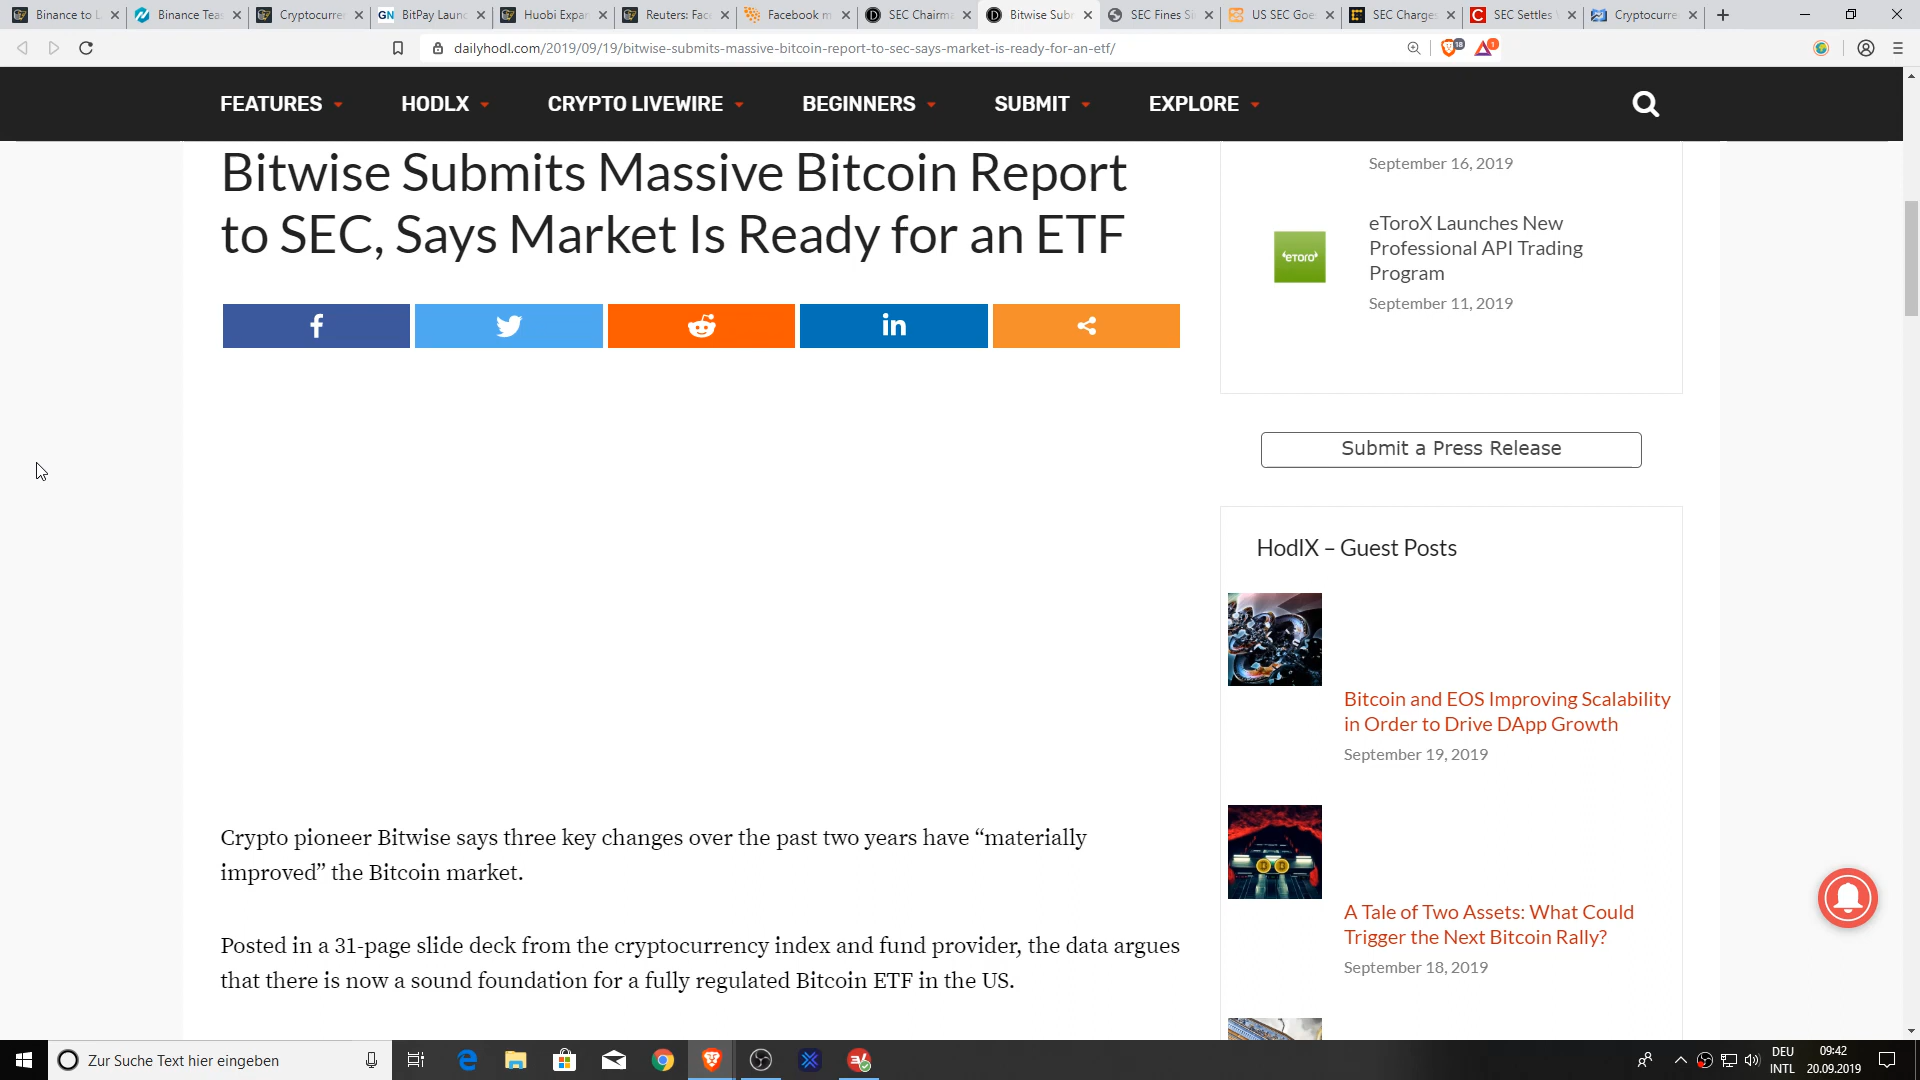 Binance to L
Binance Tea
Cryptocurre
GN BitPay Laun
Huobi Expa
Reuters: Fac
Facebook m
SEC Chairm
Bitwise Sub
SEC Fines Si
US SEC Goe
SEC Charge
SEC Settles
Cryptocurre
dailyhodl.com/2019/09/19/bitwise-submits-massive-bitcoin-report-to-sec-says-market-is-ready-for-an-etf/
18
1
FEATURES
HODLX
CRYPTO LIVEWIRE
BEGINNERS
SUBMIT
EXPLORE
Bitwise Submits Massive Bitcoin Report
to SEC, Says Market Is Ready for an ETF
Crypto pioneer Bitwise says three key changes over the past two years have “materially
improved” the Bitcoin market.
Posted in a 31-page slide deck from the cryptocurrency index and fund provider, the data argues
that there is now a sound foundation for a fully regulated Bitcoin ETF in the US.
September 16, 2019
eToro
eToroX Launches New
Professional API Trading
Program
September 11, 2019
Submit a Press Release
HodlX – Guest Posts
Bitcoin and EOS Improving Scalability
in Order to Drive DApp Growth
September 19, 2019
A Tale of Two Assets: What Could
Trigger the Next Bitcoin Rally?
September 18, 2019
Zur Suche Text hier eingeben
DEU
INTL
09:42
20.09.2019